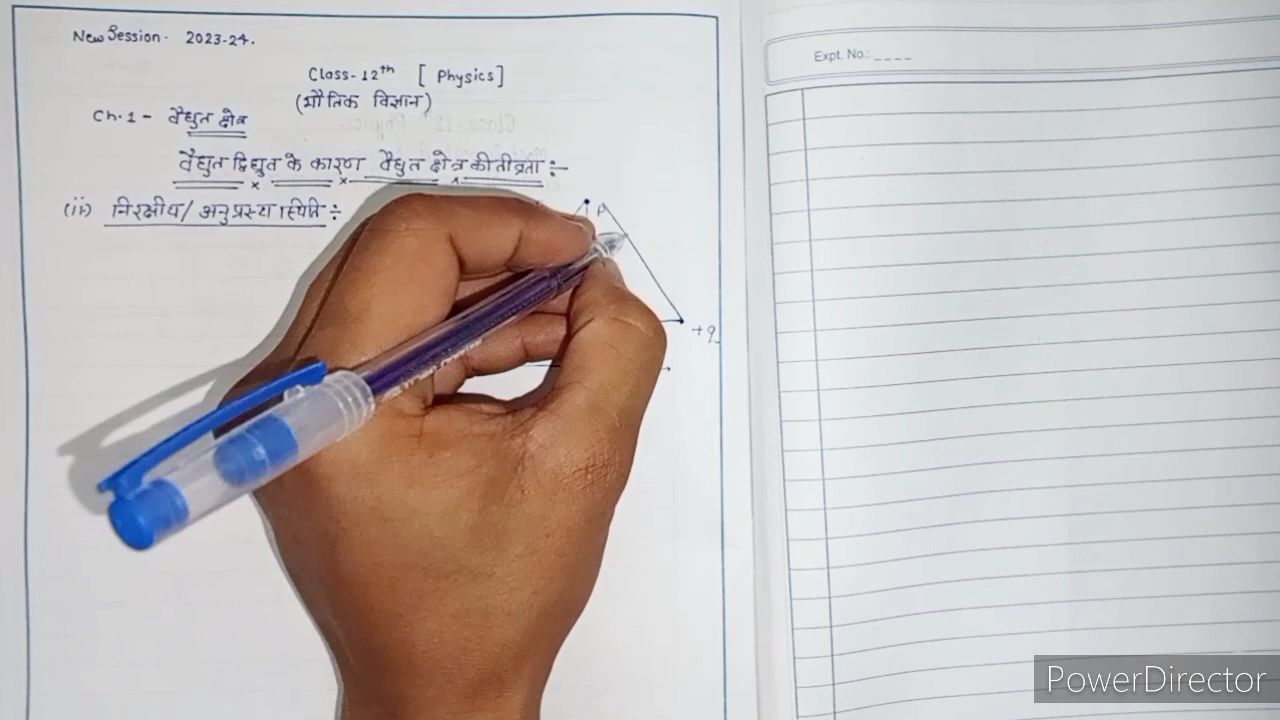 New Session. 2023-24.
Class-12th [Physics]
(भौतिक विज्ञान)
Ch.1 - वैद्युत क्षेत्र
वैद्युत द्विध्रुत के कारण वैद्युत क्षेत्र की तीव्रता :-
(ii) निरक्षीय / अनुप्रस्थ स्थिति ÷
P
+q
Expt. No.: _ _ _ _
PowerDirector